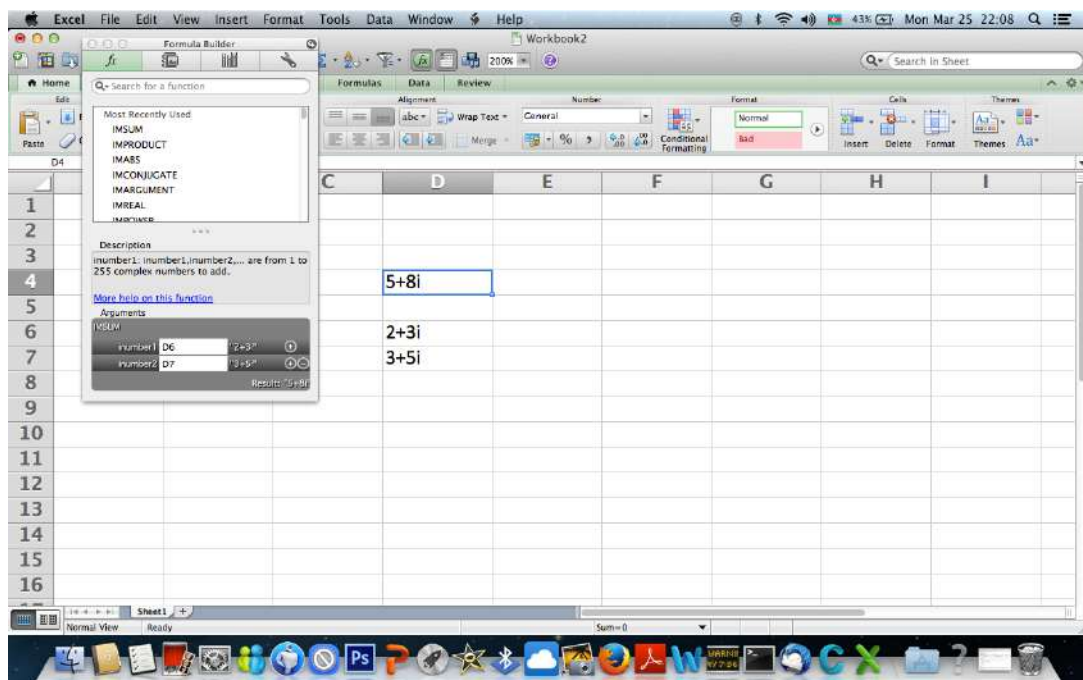 Excel File Edit View Insert Format Tools Data Window Help 43% Mon Mar 25 22:08
Workbook2
Formula Builder
200%
Search in Sheet
Home Formulas Data Review
Search for a function
Edit Alignment Number Format Cells Themes
Most Recently Used
IMSUM
IMPRODUCT
IMABS
IMCONJUGATE
IMARGUMENT
IMREAL
IMPOWER
Paste abc Wrap Text General Normal
Merge % Conditional Formatting Bad Insert Delete Format Themes Aa
D4
C D E F G H I
Description
inumber1: inumber1,inumber2,... are from 1 to
255 complex numbers to add.
More help on this function
Arguments
IMSUM
inumber1 D6 "2+3i"
inumber2 D7 "3+5i"
Result: "5+8i
1
2
3
4 5+8i
5
6 2+3i
7 3+5i
8
9
10
11
12
13
14
15
16
Sheet1
Normal View Ready Sum=0
Ps